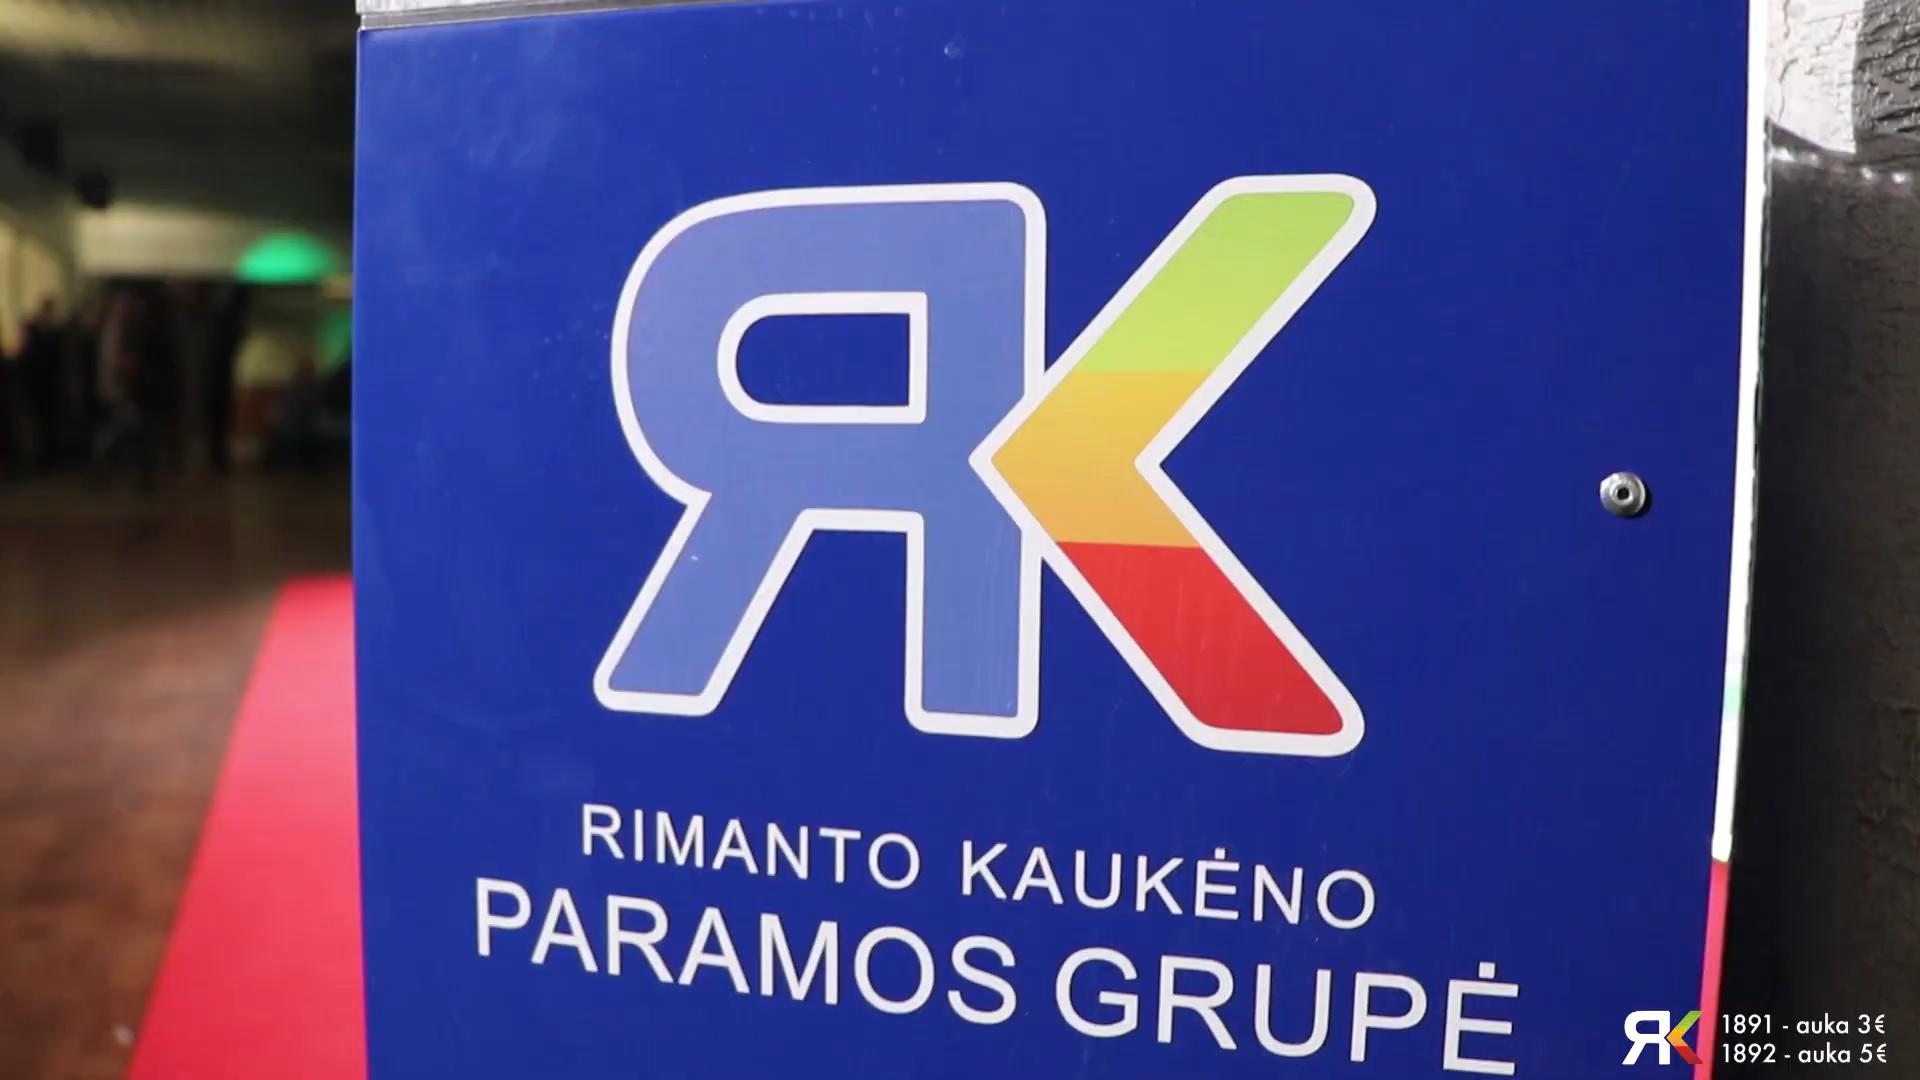 RK
RIMANTO KAUKĖNO
PARAMOS GRUPĖ
RK 1891 - auka 3€
1892 - auka 5€